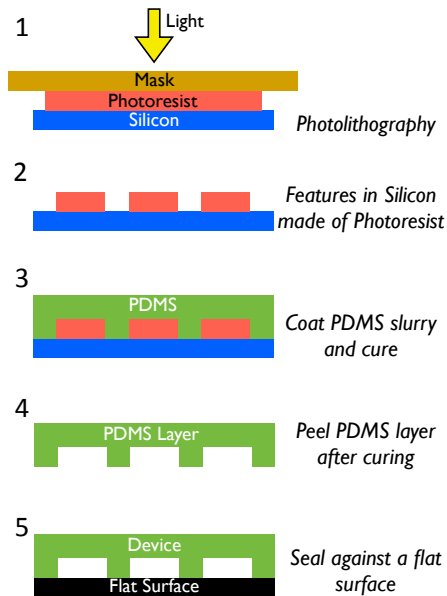 1
Light
Mask
Photoresist
Silicon
Photolithography
2
Features in Silicon
made of Photoresist
3
PDMS
Coat PDMS slurry
and cure
4
PDMS Layer
Peel PDMS layer
after curing
5
Device
Flat Surface
Seal against a flat
surface